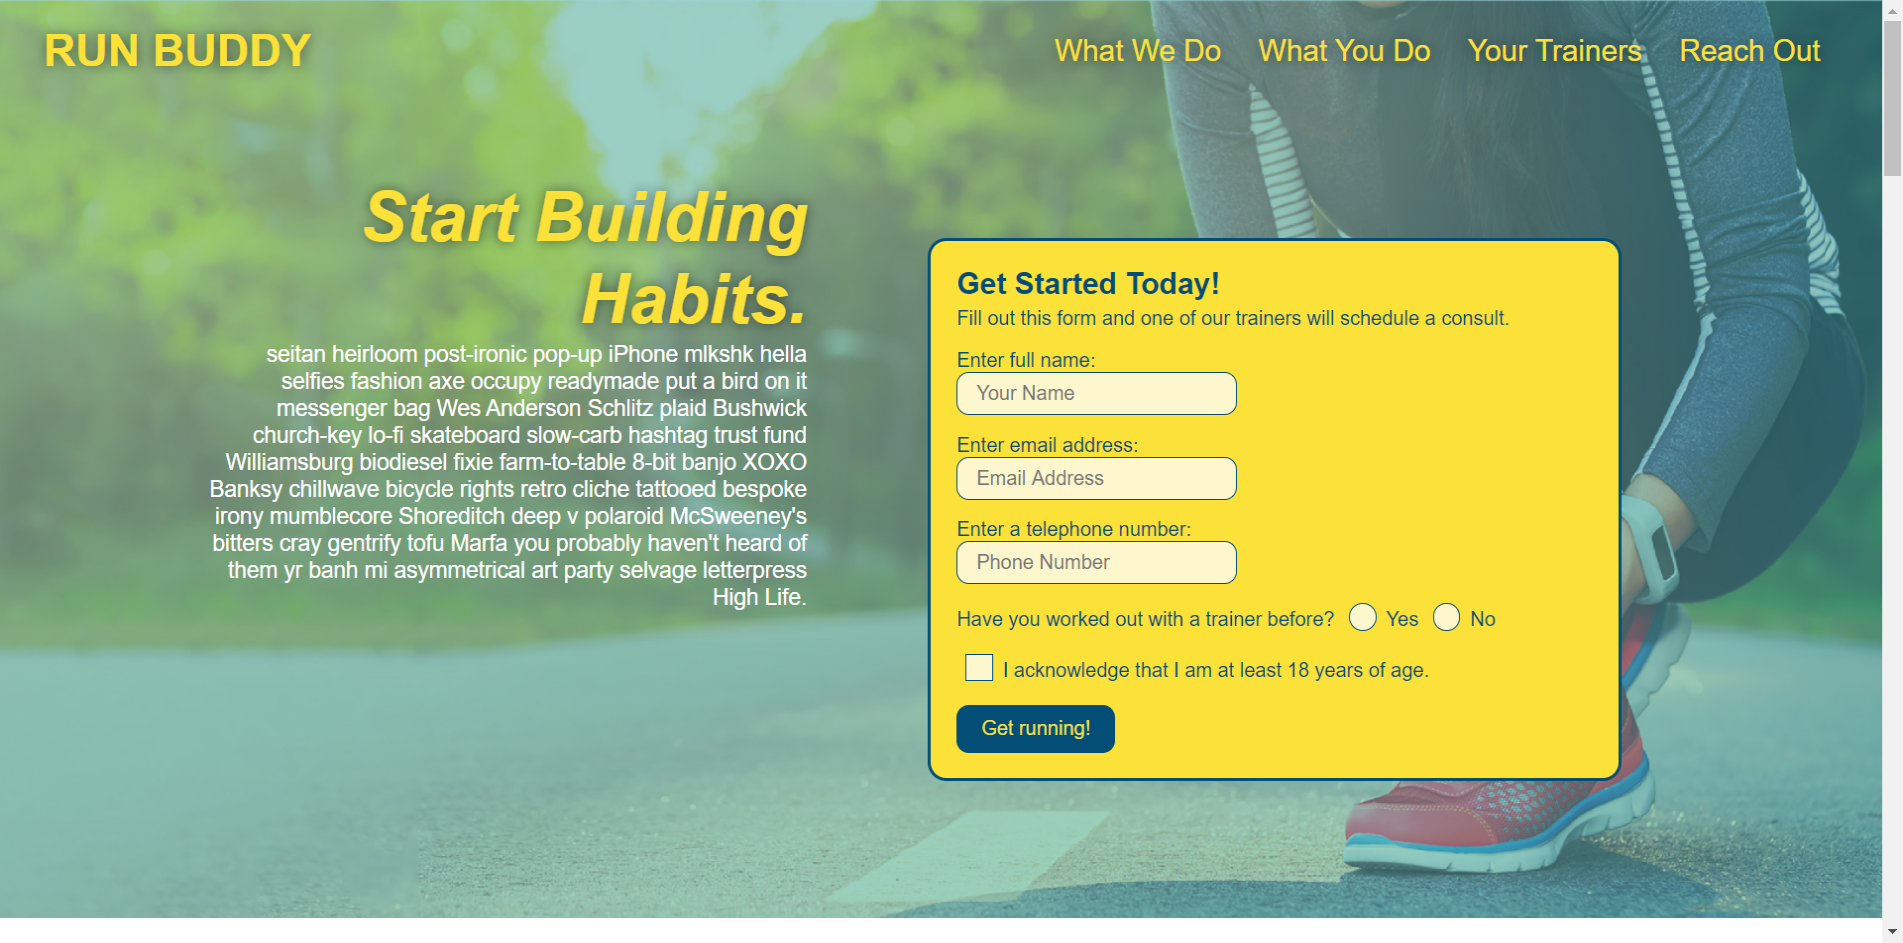 RUN BUDDY
What We Do What You Do Your Trainers Reach Out
Start Building
Habits.
seitan heirloom post-ironic pop-up iPhone mlkshk hella
selfies fashion axe occupy readymade put a bird on it
messenger bag Wes Anderson Schlitz plaid Bushwick
church-key lo-fi skateboard slow-carb hashtag trust fund
Williamsburg biodiesel fixie farm-to-table 8-bit banjo XOXO
Banksy chillwave bicycle rights retro cliche tattooed bespoke
irony mumblecore Shoreditch deep v polaroid McSweeney's
bitters cray gentrify tofu Marfa you probably haven't heard of
them yr banh mi asymmetrical art party selvage letterpress
High Life.
Get Started Today!
Fill out this form and one of our trainers will schedule a consult.
Enter full name:
Your Name
Enter email address:
Email Address
Enter a telephone number:
Phone Number
Have you worked out with a trainer before? Yes No
I acknowledge that I am at least 18 years of age.
Get running!